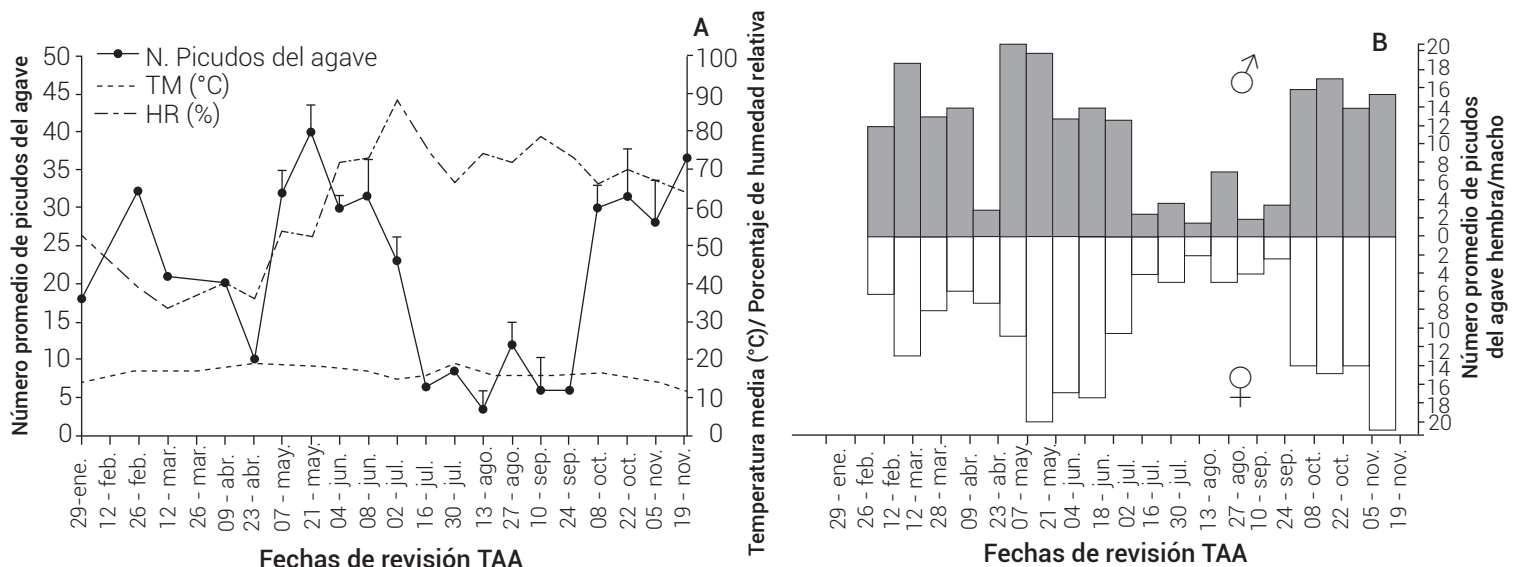 A
N. Picudos del agave
TM (°C)
HR (%)
Número promedio de picudos del agave
50
45
40
35
30
25
20
15
10
5
0
100
90
80
70
60
50
40
30
20
10
0
Temperatura media (°C)/ Porcentaje de humedad relativa
29-ene.
12 - feb.
26 - feb.
12 - mar.
26 - mar.
09 - abr.
23 - abr.
07 - may.
21 - may.
04 - jun.
08 - jun.
02 - jul.
16 - jul.
30 - jul.
13 - ago.
27 - ago.
10 - sep.
24 - sep.
08 - oct.
22 - oct.
05 - nov.
19 - nov.
Fechas de revisión TAA
B
♂
♀
20
18
16
14
12
10
8
6
4
2
0
2
4
6
8
10
12
14
16
18
20
Número promedio de picudos
del agave hembra/macho
29 - ene.
26 - feb.
12 - feb.
12 - mar.
28 - mar.
09 - abr.
23 - abr.
07 - may.
21 - may.
04 - jun.
18 - jun.
02 - jul.
16 - jul.
30 - jul.
13 - ago.
27 - ago.
10 - sep.
24 - sep.
08 - oct.
22 - oct.
05 - nov.
19 - nov.
Fechas de revisión TAA